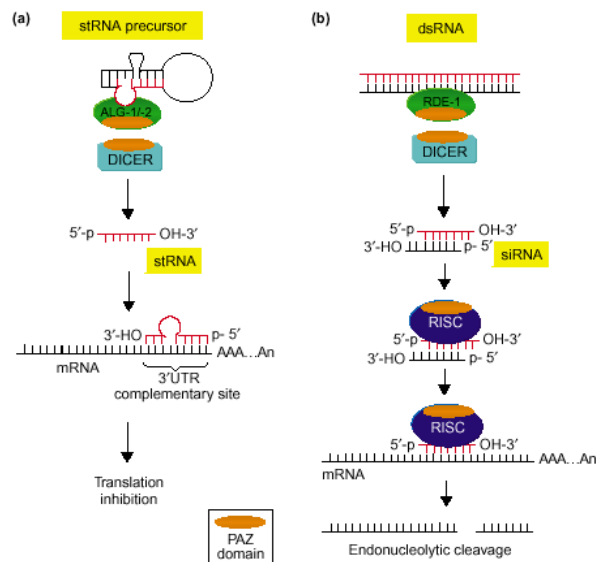 (a)
stRNA precursor
ALG-1/-2
DICER
5′-p OH-3′
stRNA
3′-HO p- 5′
mRNA AAA...An
3′UTR
complementary site
Translation
inhibition
PAZ
domain
(b)
dsRNA
RDE-1
DICER
5′-p OH-3′
3′-HO p- 5′
siRNA
RISC
5′-p OH-3′
3′-HO p- 5′
RISC
5′-p OH-3′
mRNA AAA...An
Endonucleolytic cleavage